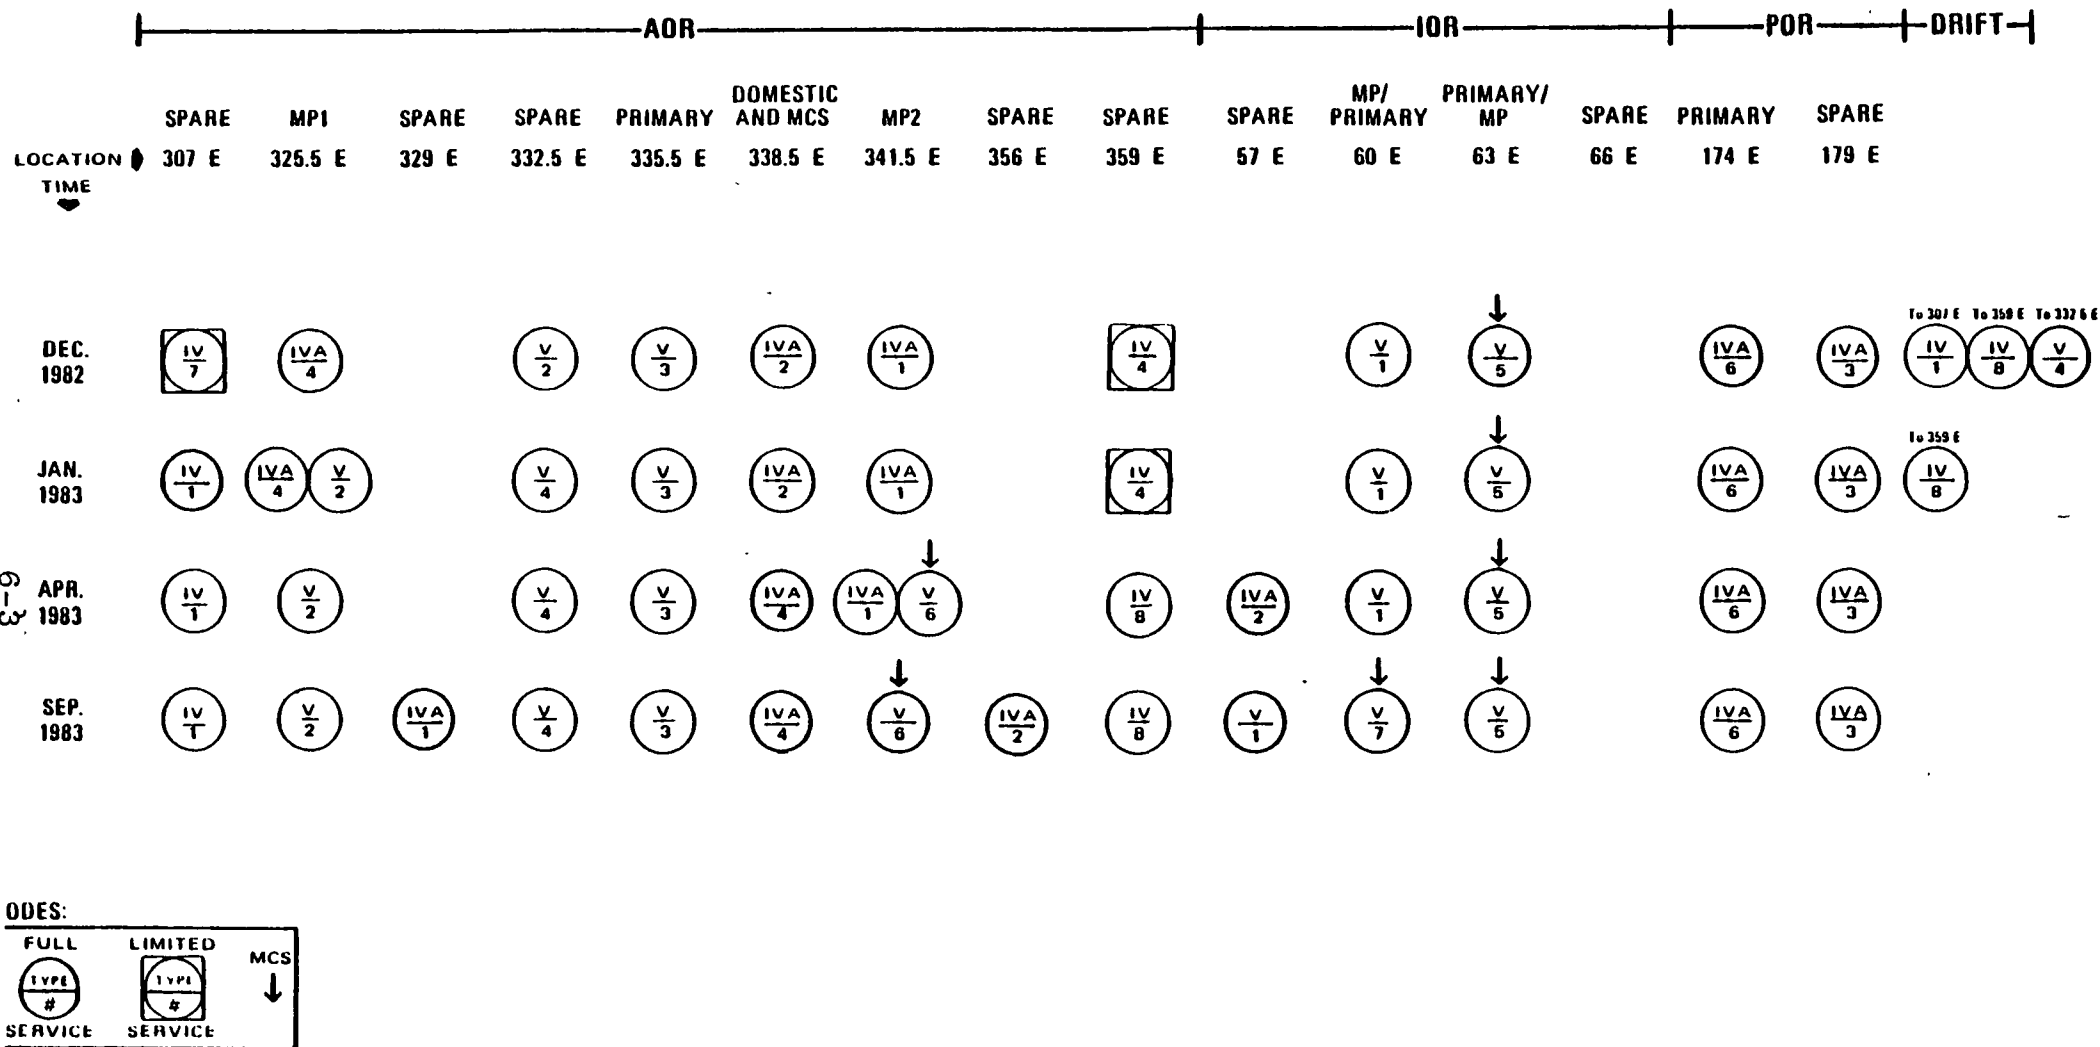 AOR IOR POR DRIFT
SPARE MP1 SPARE SPARE PRIMARY DOMESTIC AND MCS MP2 SPARE SPARE SPARE MP/ PRIMARY PRIMARY/ MP SPARE PRIMARY SPARE
LOCATION 307 E 325.5 E 329 E 332.5 E 335.5 E 338.5 E 341.5 E 356 E 359 E 57 E 60 E 63 E 66 E 174 E 179 E
TIME
To 307 E To 359 E To 332 5 E
DEC. 1982 IV 7 IVA 4 V 2 V 3 IVA 2 IVA 1 IV 4 V 1 V 5 IVA 6 IVA 3 IV 1 IV 8 V 4
To 359 E
JAN. 1983 IV 1 IVA 4 V 2 V 4 V 3 IVA 2 IVA 1 IV 4 V 1 V 5 IVA 6 IVA 3 IV 8
APR. 1983 IV 1 V 2 V 4 V 3 IVA 4 IVA 1 V 6 IV 8 IVA 2 V 1 V 5 IVA 6 IVA 3
6-3
SEP. 1983 IV 1 V 2 IVA 1 V 4 V 3 IVA 4 V 6 IVA 2 IV 8 V 1 V 7 V 5 IVA 6 IVA 3
ODES:
FULL LIMITED MCS
TYPE TYPE
# #
SERVICE SERVICE